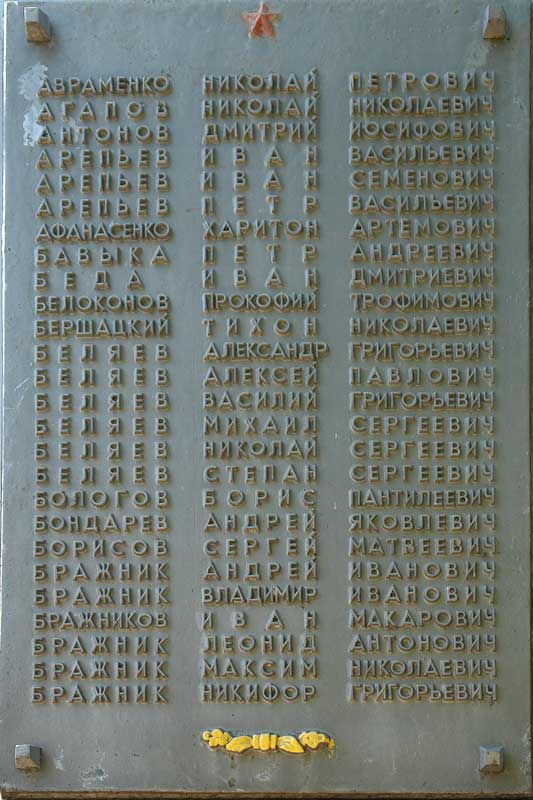 АВРАМЕНКО НИКОЛАЙ ПЕТРОВИЧ
АГАПОВ НИКОЛАЙ НИКОЛАЕВИЧ
АНТОНОВ ДМИТРИЙ ИОСИФОВИЧ
АРЕПЬЕВ ИВАН ВАСИЛЬЕВИЧ
АРЕПЬЕВ ИВАН СЕМЕНОВИЧ
АРЕПЬЕВ ПЕТР ВАСИЛЬЕВИЧ
АФАНАСЕНКО ХАРИТОН АРТЕМОВИЧ
БАВЫКА ПЕТР АНДРЕЕВИЧ
БЕДА ИВАН ДМИТРИЕВИЧ
БЕЛОКОНОВ ПРОКОФИЙ ТРОФИМОВИЧ
БЕРШАДКИЙ ТИХОН НИКОЛАЕВИЧ
БЕЛЯЕВ АЛЕКСАНДР ГРИГОРЬЕВИЧ
БЕЛЯЕВ АЛЕКСЕЙ ПАВЛОВИЧ
БЕЛЯЕВ ВАСИЛИЙ ГРИГОРЬЕВИЧ
БЕЛЯЕВ МИХАИЛ СЕРГЕЕВИЧ
БЕЛЯЕВ НИКОЛАЙ СЕРГЕЕВИЧ
БЕЛЯЕВ СТЕПАН СЕРГЕЕВИЧ
БОЛОГОВ БОРИС ПАНТИЛЕЕВИЧ
БОНДАРЕВ АНДРЕЙ ЯКОВЛЕВИЧ
БОРИСОВ СЕРГЕЙ МАТВЕЕВИЧ
БРАЖНИК АНДРЕЙ ИВАНОВИЧ
БРАЖНИК ВЛАДИМИР ИВАНОВИЧ
БРАЖНИКОВ ИВАН МАКАРОВИЧ
БРАЖНИК ЛЕОНИД АНТОНОВИЧ
БРАЖНИК МАКСИМ НИКОЛАЕВИЧ
БРАЖНИК НИКИФОР ГРИГОРЬЕВИЧ